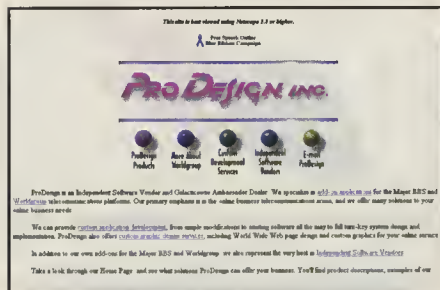 This site is best viewed using Netscape 1.1 or higher.
Free Speech Online
Blue Ribbon Campaign
PRODESIGN INC.
ProDesign Products
More About Worldgroup
Custom Development Services
Independent Software Vendors
E-mail ProDesign
ProDesign is an Independent Software Vendor and Galacticomm Ambassador Dealer. We specialize in add-on applications for the Major BBS and
Worldgroup telecommunications platforms. Our primary emphasis is in the online business telecommunications arena, and we offer many solutions to your
online business needs
We can provide custom application development, from simple modifications to existing software all the way to full turn-key system design and
implementation. ProDesign also offers custom graphic design services, including World Wide Web page design and custom graphics for your online service
In addition to our own add-ons for the Major BBS and Worldgroup we also represent the very best in Independent Software Vendors
Take a look through our Home Page and see what solutions ProDesign can offer your business. You'll find product descriptions, examples of our